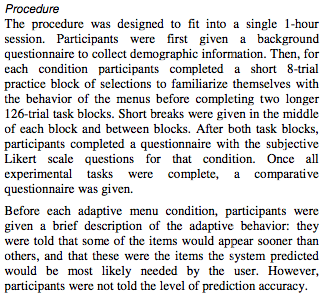 Procedure
The procedure was designed to fit into a single 1-hour
session. Participants were first given a background
questionnaire to collect demographic information. Then, for
each condition participants completed a short 8-trial
practice block of selections to familiarize themselves with
the behavior of the menus before completing two longer
126-trial task blocks. Short breaks were given in the middle
of each block and between blocks. After both task blocks,
participants completed a questionnaire with the subjective
Likert scale questions for that condition. Once all
experimental tasks were complete, a comparative
questionnaire was given.
Before each adaptive menu condition, participants were
given a brief description of the adaptive behavior: they
were told that some of the items would appear sooner than
others, and that these were the items the system predicted
would be most likely needed by the user. However,
participants were not told the level of prediction accuracy.